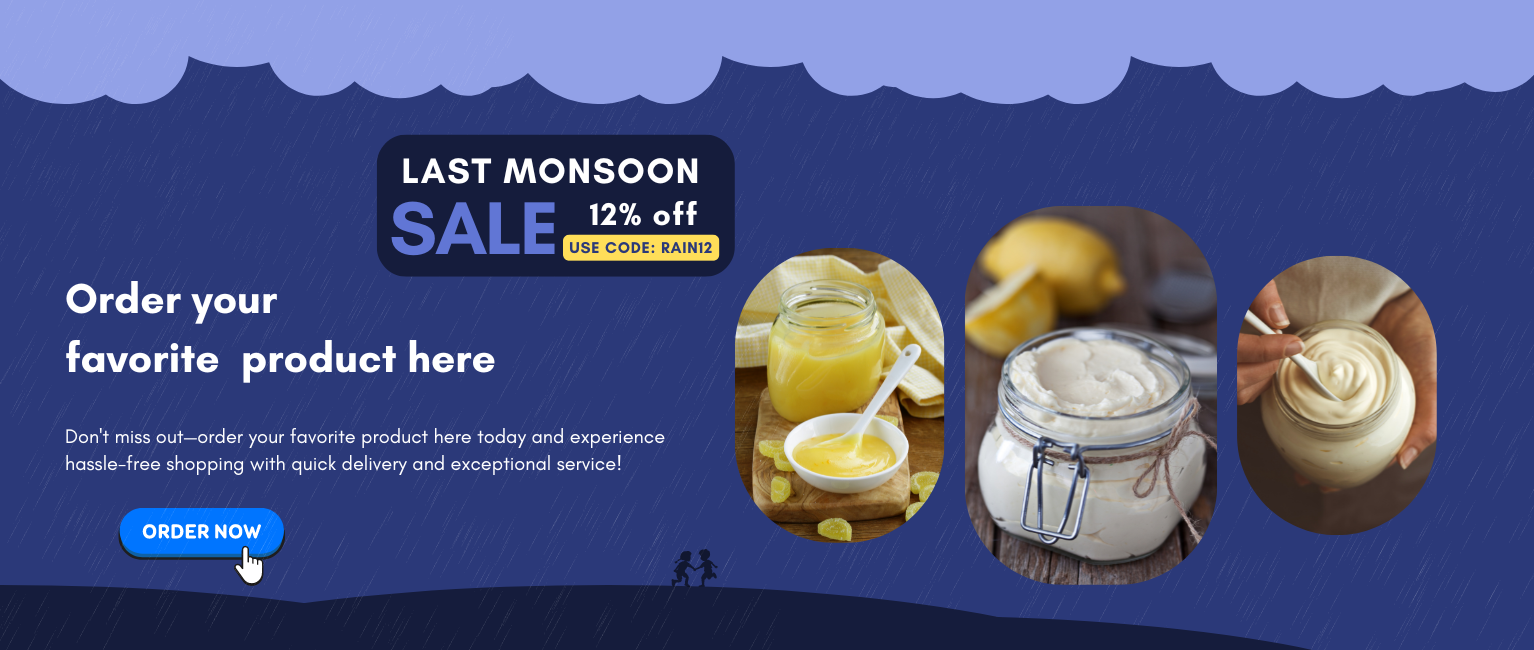 LAST MONSOON
SALE
12% off
USE CODE: RAIN12
Order your
favorite product here
Don't miss out—order your favorite product here today and experience
hassle-free shopping with quick delivery and exceptional service!
ORDER NOW